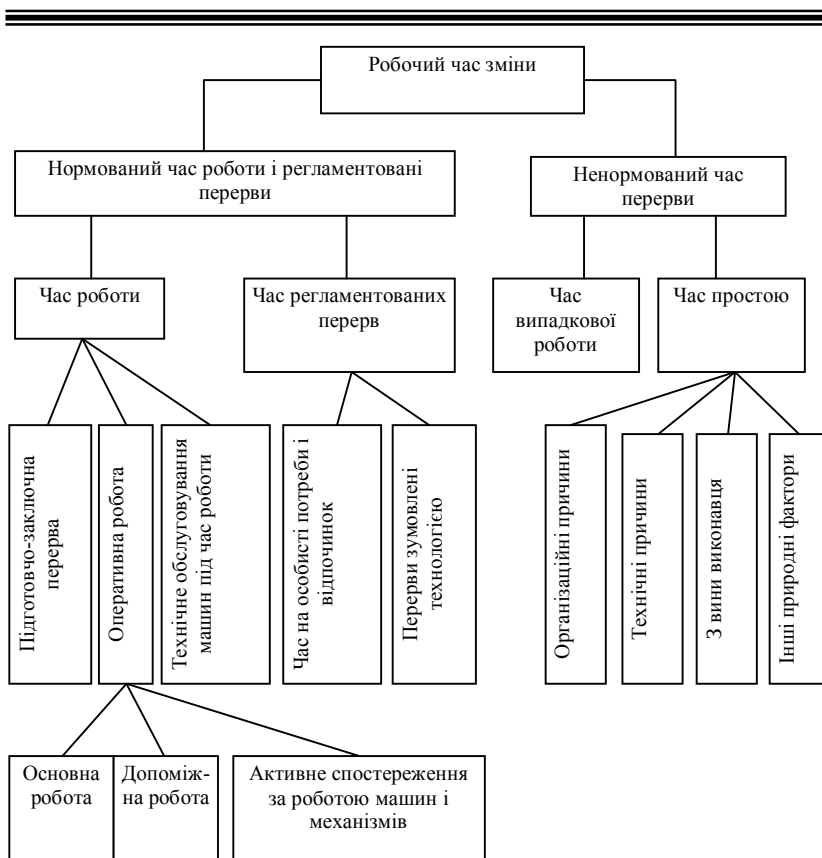 Робочий час зміни
Нормований час роботи і регламентовані
перерви
Ненормований час
перерви
Час роботи
Час регламентованих
перерв
Час
випадкової
роботи
Час простою
Підготовчо-заключна
перерва
Оперативна робота
Технічне обслуговування
машин під час роботи
Час на особисті потреби і
відпочинок
Перерви зумовлені
технологією
Організаційні причини
Технічні причини
З вини виконавця
Інші природні фактори
Основна
робота
Допоміж-
на робота
Активне спостереження
за роботою машин і
механізмів